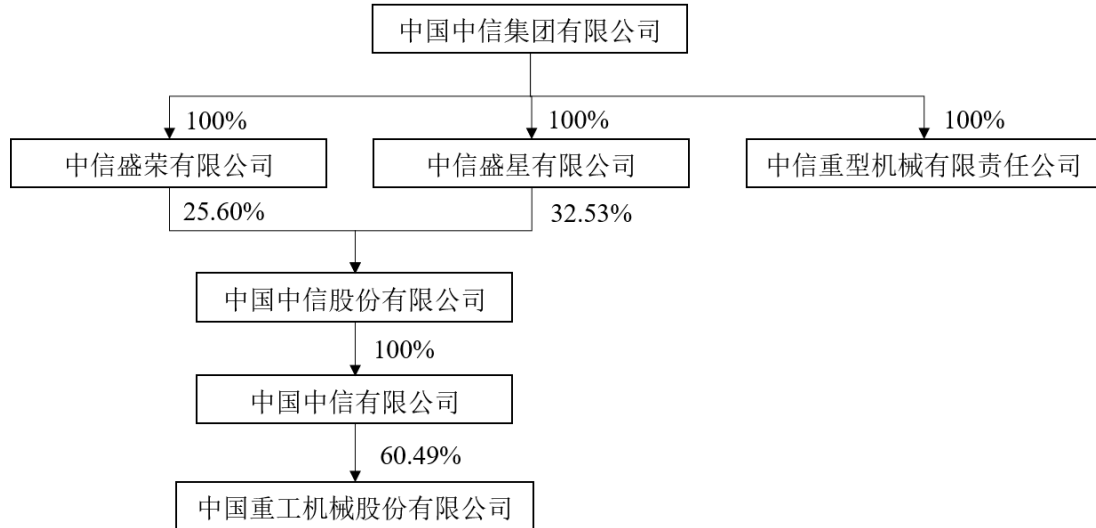 中国中信集团有限公司
100%
100%
100%
中信盛荣有限公司
中信盛星有限公司
中信重型机械有限责任公司
25.60%
32.53%
中国中信股份有限公司
100%
中国中信有限公司
60.49%
中国重工机械股份有限公司